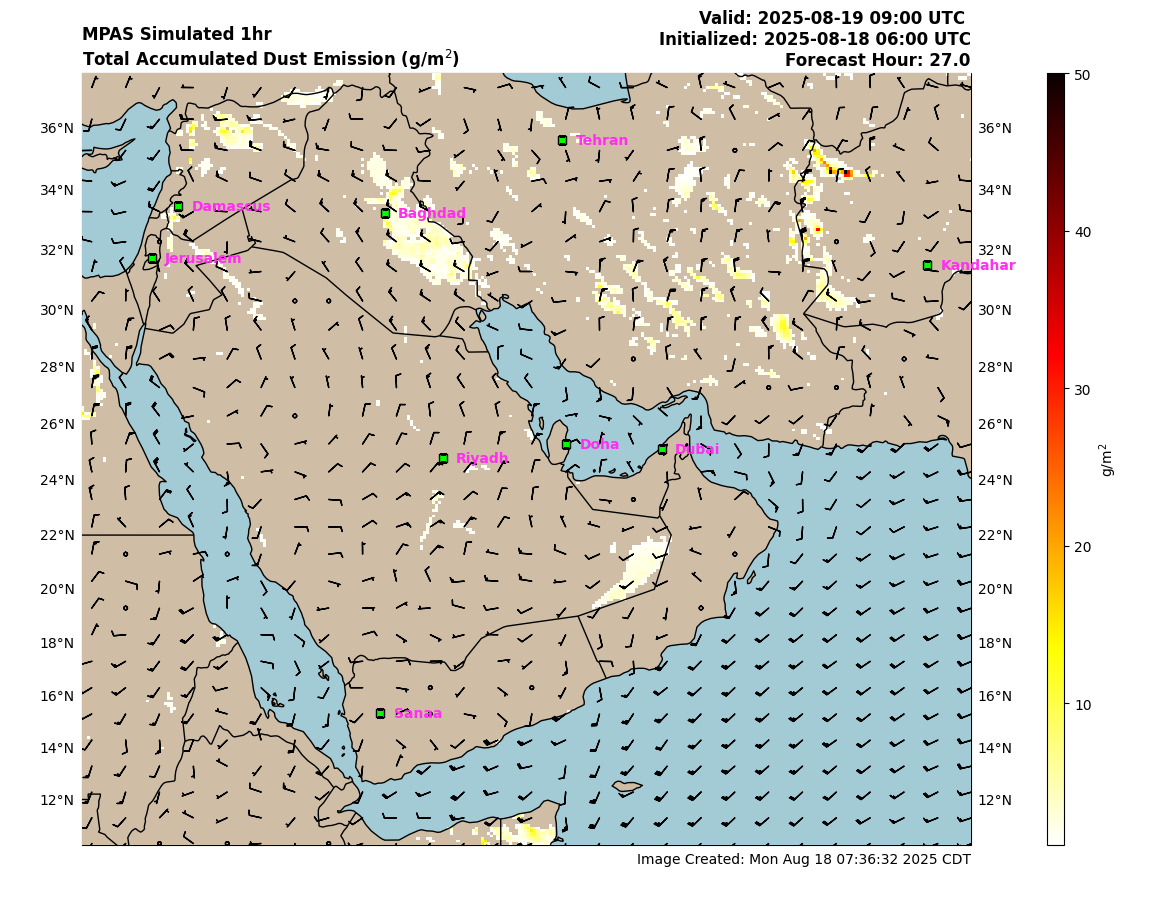 MPAS Simulated 1hr
Total Accumulated Dust Emission (g/m²)
Valid: 2025-08-19 09:00 UTC
Initialized: 2025-08-18 06:00 UTC
Forecast Hour: 27.0
36°N
34°N
32°N
30°N
28°N
26°N
24°N
22°N
20°N
18°N
16°N
14°N
12°N
Tehran
Damascus
Baghdad
Jerusalem
Kandahar
Doha
Dubai
Riyadh
Sanaa
36°N
34°N
32°N
30°N
28°N
26°N
24°N
22°N
20°N
18°N
16°N
14°N
12°N
50
40
30
20
10
g/m²
Image Created: Mon Aug 18 07:36:32 2025 CDT